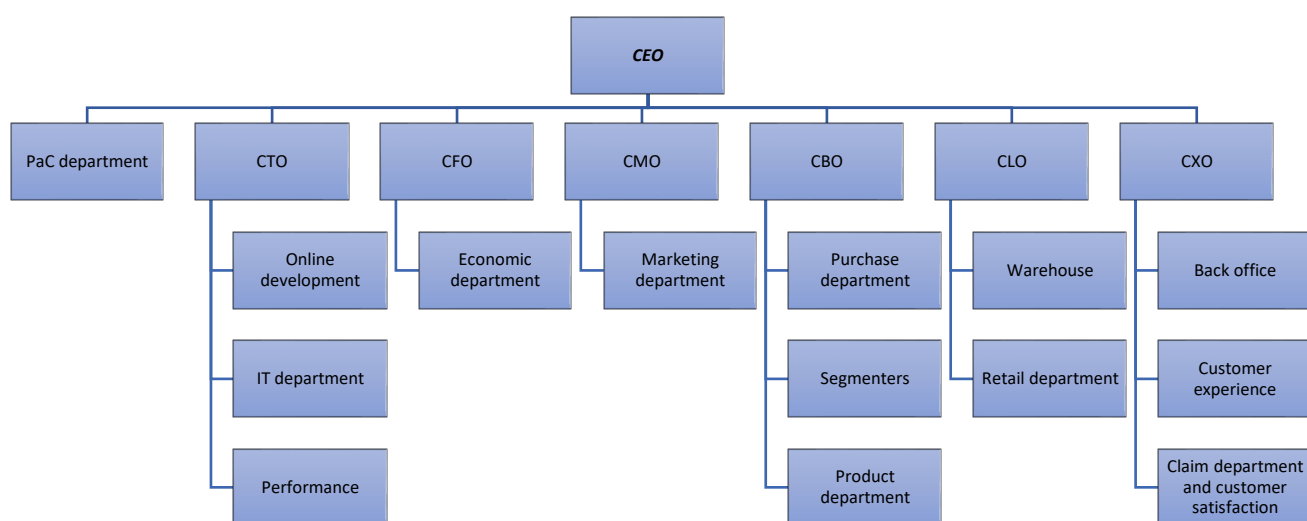 CEO
PaC department
CTO
CFO
CMO
CBO
CLO
CXO
Online
development
Economic
department
Marketing
department
Purchase
department
Warehouse
Back office
IT department
Segmenters
Retail department
Customer
experience
Performance
Product
department
Claim department
and customer
satisfaction